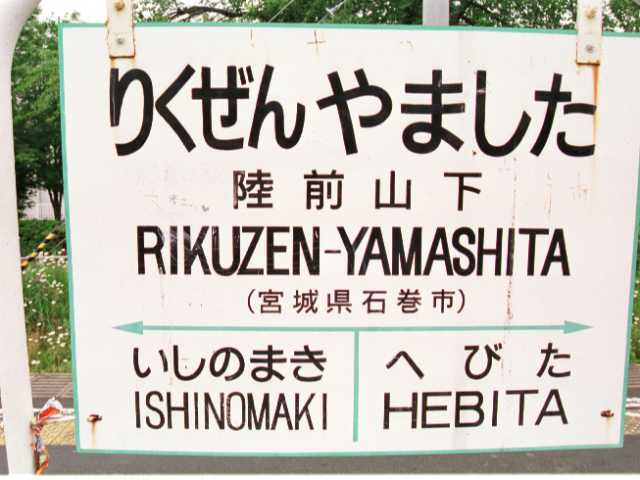 りくぜんやました
陸前山下
RIKUZEN-YAMASHITA
(宮城県石巻市)
いしのまき へびた
ISHINOMAKI HEBITA